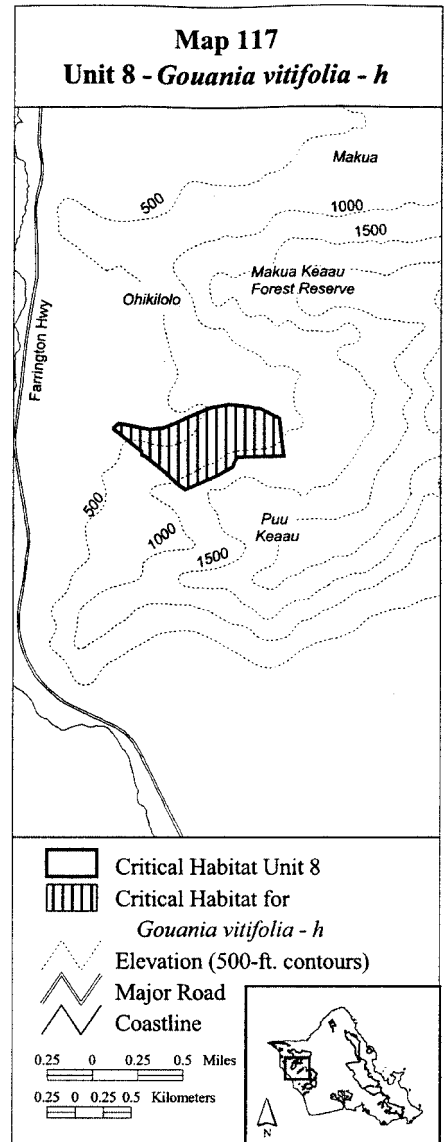 Map 117
Unit 8 - Gouania vitifolia - h
Makua
500
1000
1500
Makua Keaau
Forest Reserve
Ohikilolo
Farrington Hwy
500
1000
1500
Puu
Keaau
Critical Habitat Unit 8
Critical Habitat for
Gouania vitifolia - h
Elevation (500-ft. contours)
Major Road
Coastline
0.25 0 0.25 0.5 Miles
0.25 0 0.25 0.5 Kilometers
N